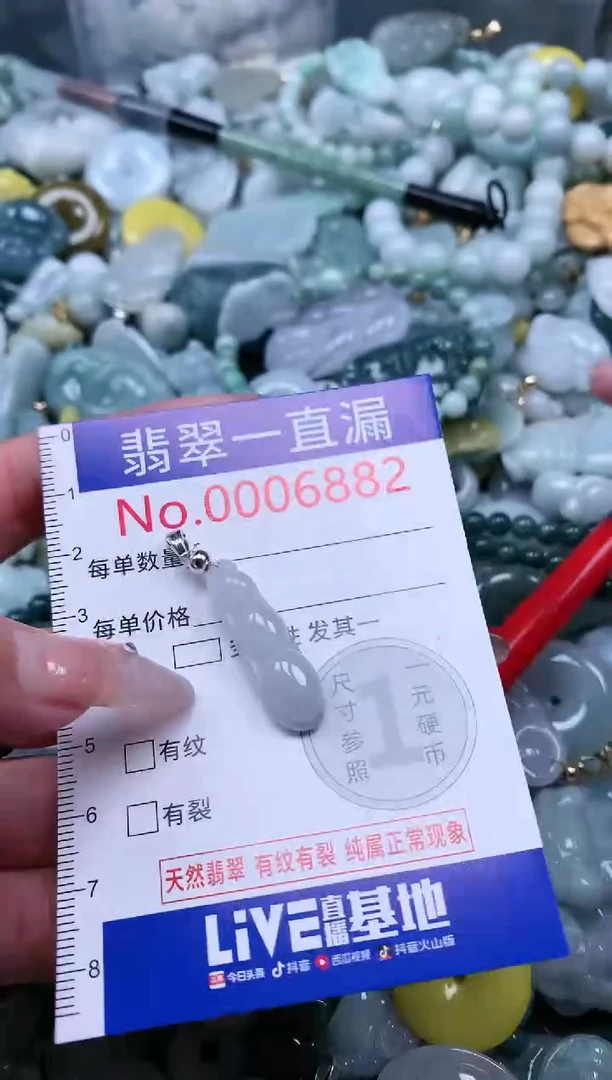 翡翠一直漏
No.0006882
每单数量
每单价格
发其一
尺寸参照
1
一元硬币
有纹
有裂
天然翡翠 有纹有裂 纯属正常现象
LiVE直播基地
今日头条 抖音 西瓜视频 抖音火山版
0
1
2
3
5
6
7
8